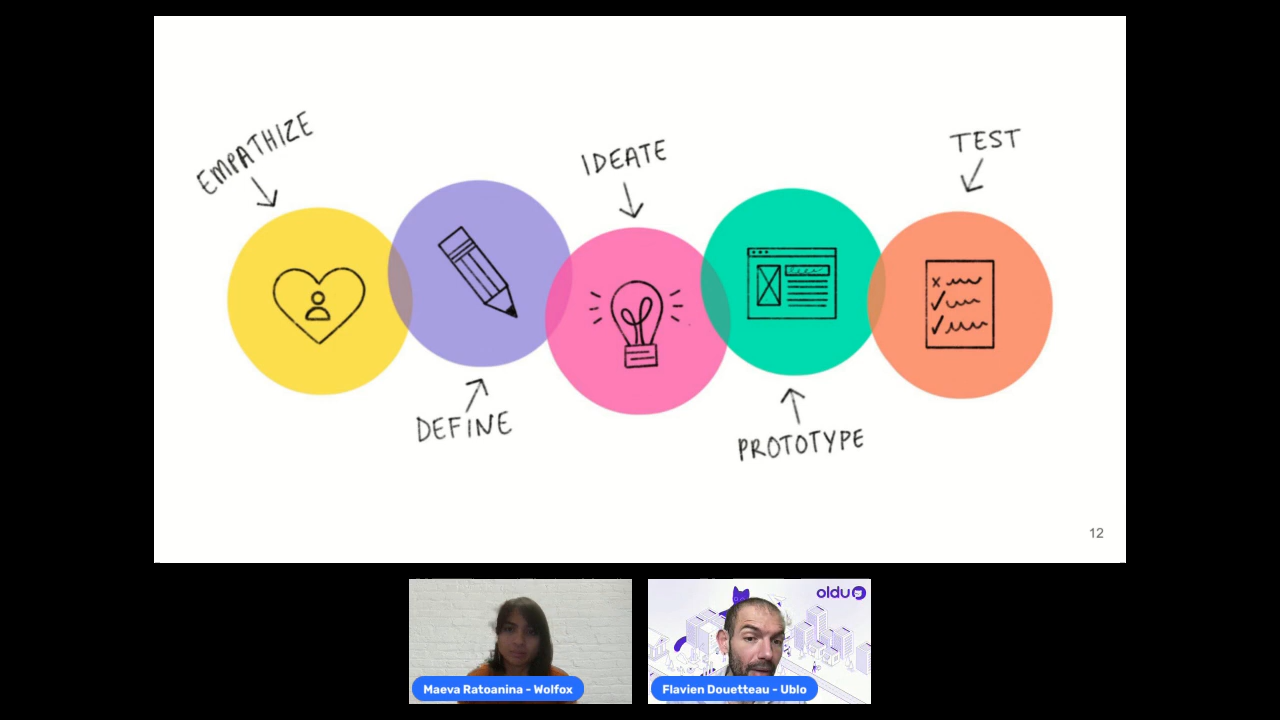 EMPATHIZE
IDEATE
TEST
DEFINE
PROTOTYPE
12
oldu
Maeva Ratoanina - Wolfox
Flavien Douetteau - Ublo